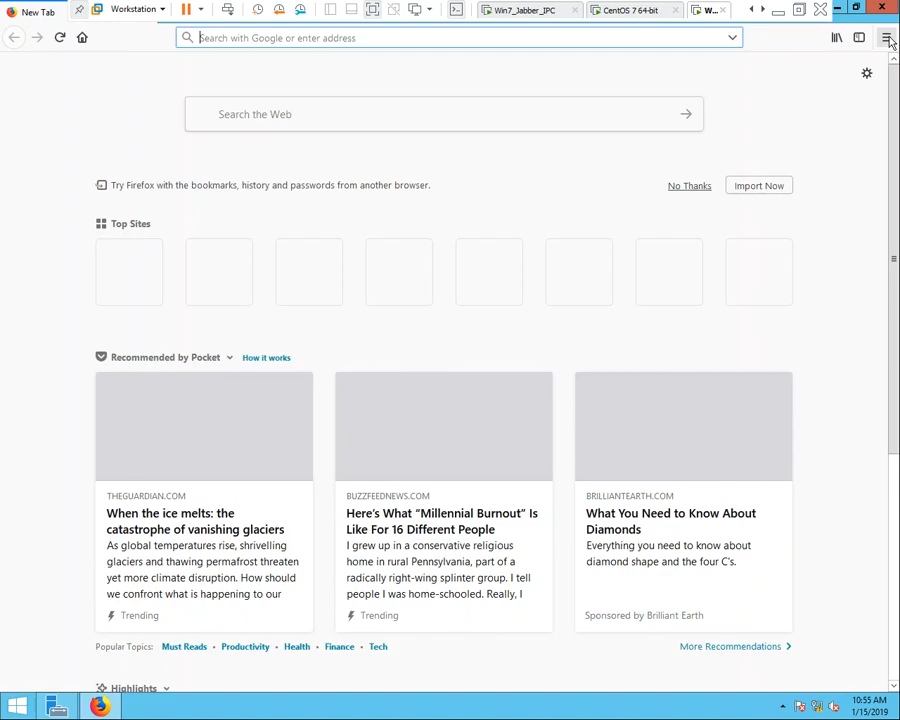 New Tab
Workstation
Win7_Jabber_IPC
CentOS 7 64-bit
W...
Search with Google or enter address
Search the Web
Try Firefox with the bookmarks, history and passwords from another browser.
No Thanks
Import Now
Top Sites
Recommended by Pocket
How it works
THEGUARDIAN.COM
When the ice melts: the
catastrophe of vanishing glaciers
As global temperatures rise, shrivelling
glaciers and thawing permafrost threaten
yet more climate disruption. How should
we confront what is happening to our
Trending
BUZZFEEDNEWS.COM
Here's What “Millennial Burnout” Is
Like For 16 Different People
I grew up in a conservative religious
home in rural Pennsylvania, part of a
radically right-wing splinter group. I tell
people I was home-schooled. Really, I
Trending
BRILLIANTEARTH.COM
What You Need to Know About
Diamonds
Everything you need to know about
diamond shape and the four C's.
Sponsored by Brilliant Earth
Popular Topics: Must Reads • Productivity • Health • Finance • Tech
More Recommendations
Highlights
10:55 AM
1/15/2019